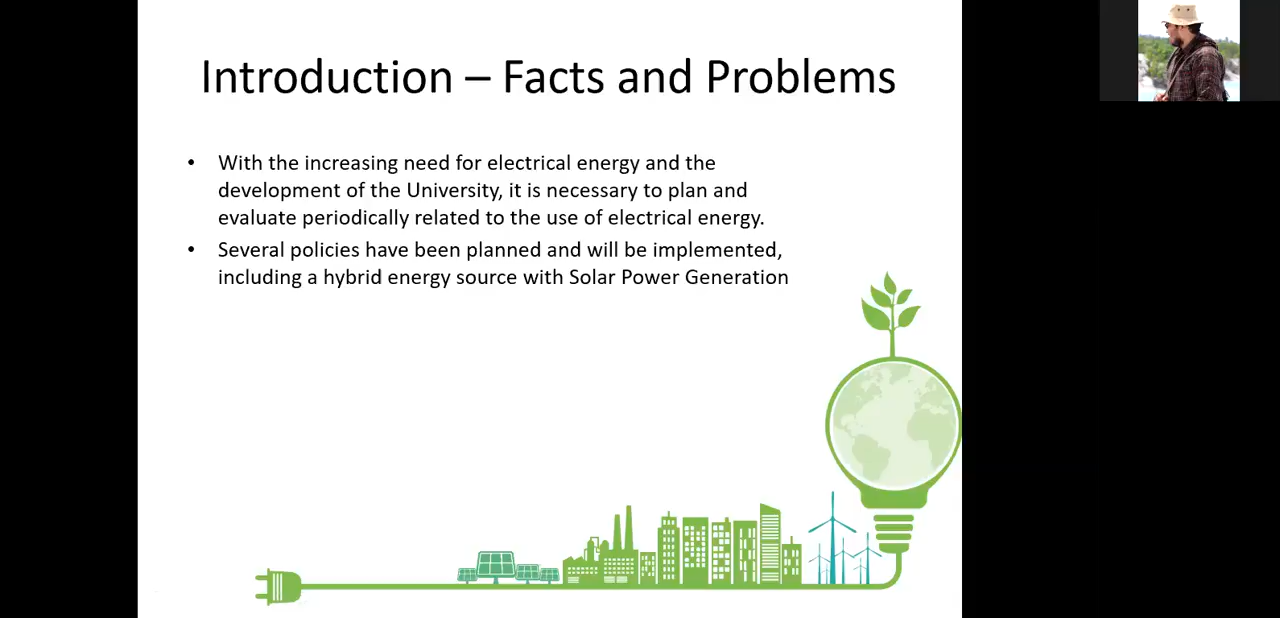 Introduction – Facts and Problems
• With the increasing need for electrical energy and the
development of the University, it is necessary to plan and
evaluate periodically related to the use of electrical energy.
• Several policies have been planned and will be implemented,
including a hybrid energy source with Solar Power Generation